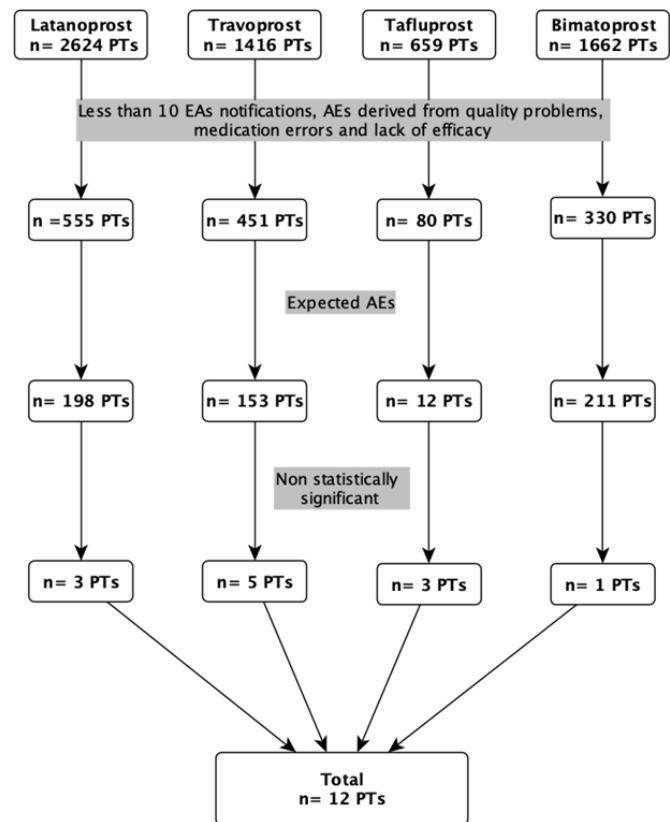 Latanoprost
n= 2624 PTs
Travoprost
n= 1416 PTs
Tafluprost
n= 659 PTs
Bimatoprost
n= 1662 PTs
Less than 10 EAs notifications, AEs derived from quality problems,
medication errors and lack of efficacy
n =555 PTs
n= 451 PTs
n= 80 PTs
n= 330 PTs
Expected AEs
n= 198 PTs
n= 153 PTs
n= 12 PTs
n= 211 PTs
Non statistically
significant
n= 3 PTs
n= 5 PTs
n= 3 PTs
n= 1 PTs
Total
n= 12 PTs